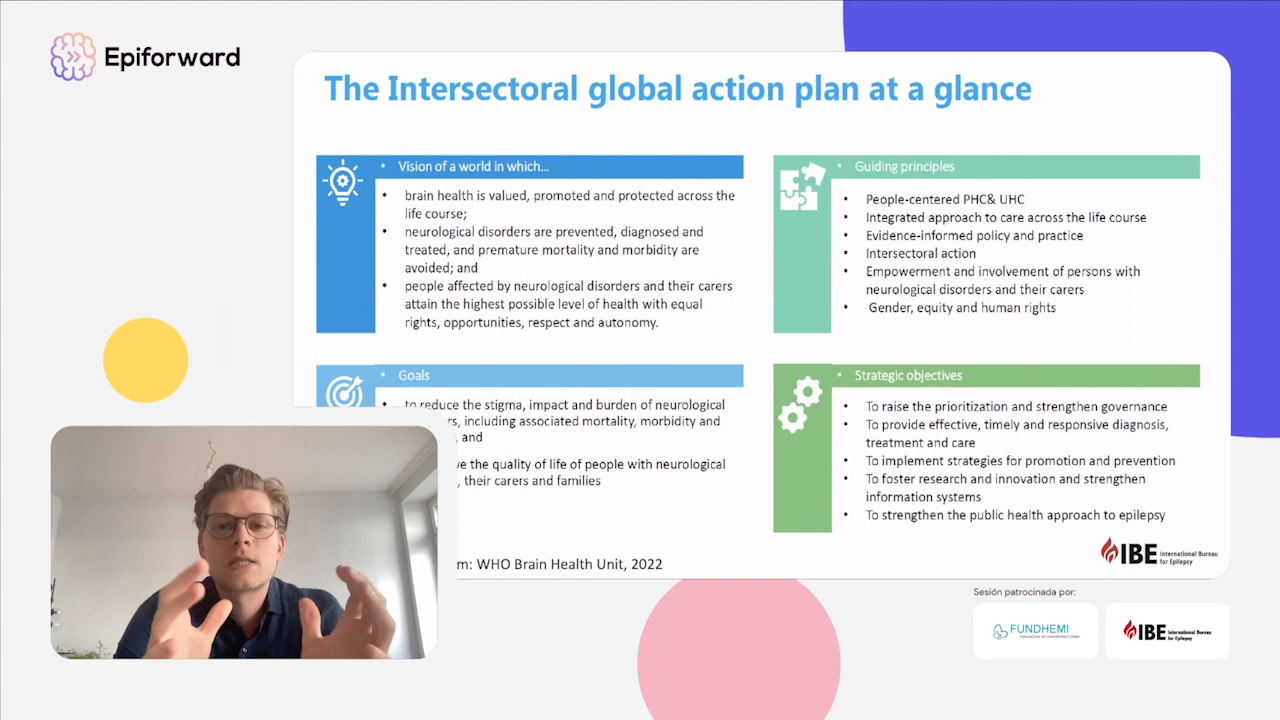 Epiforward
The Intersectoral global action plan at a glance
• Vision of a world in which...
• brain health is valued, promoted and protected across the
life course;
• neurological disorders are prevented, diagnosed and
treated, and premature mortality and morbidity are
avoided; and
• people affected by neurological disorders and their carers
attain the highest possible level of health with equal
rights, opportunities, respect and autonomy.
• Guiding principles
• People-centered PHC& UHC
• Integrated approach to care across the life course
• Evidence-informed policy and practice
• Intersectoral action
• Empowerment and involvement of persons with
neurological disorders and their carers
• Gender, equity and human rights
• Goals
• to reduce the stigma, impact and burden of neurological
including associated mortality, morbidity and
and
the quality of life of people with neurological
, their carers and families
• Strategic objectives
• To raise the prioritization and strengthen governance
• To provide effective, timely and responsive diagnosis,
treatment and care
• To implement strategies for promotion and prevention
• To foster research and innovation and strengthen
information systems
• To strengthen the public health approach to epilepsy
WHO Brain Health Unit, 2022
IBE International Bureau
for Epilepsy
Sesión patrocinada por:
FUNDHEMI
IBE International Bureau
for Epilepsy